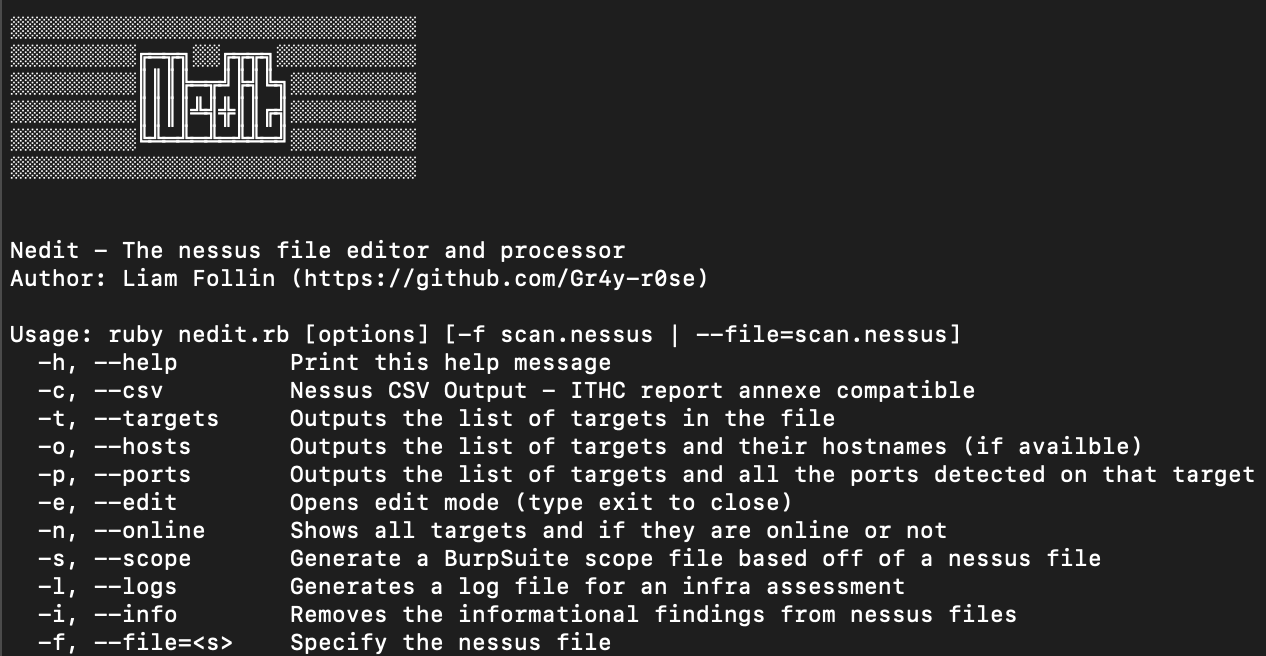 Nedit
Nedit - The nessus file editor and processor
Author: Liam Follin (https://github.com/Gr4y-r0se)
Usage: ruby nedit.rb [options] [-f scan.nessus | --file=scan.nessus]
-h, --help Print this help message
-c, --csv Nessus CSV Output - ITHC report annexe compatible
-t, --targets Outputs the list of targets in the file
-o, --hosts Outputs the list of targets and their hostnames (if availble)
-p, --ports Outputs the list of targets and all the ports detected on that target
-e, --edit Opens edit mode (type exit to close)
-n, --online Shows all targets and if they are online or not
-s, --scope Generate a BurpSuite scope file based off of a nessus file
-l, --logs Generates a log file for an infra assessment
-i, --info Removes the informational findings from nessus files
-f, --file=<s> Specify the nessus file